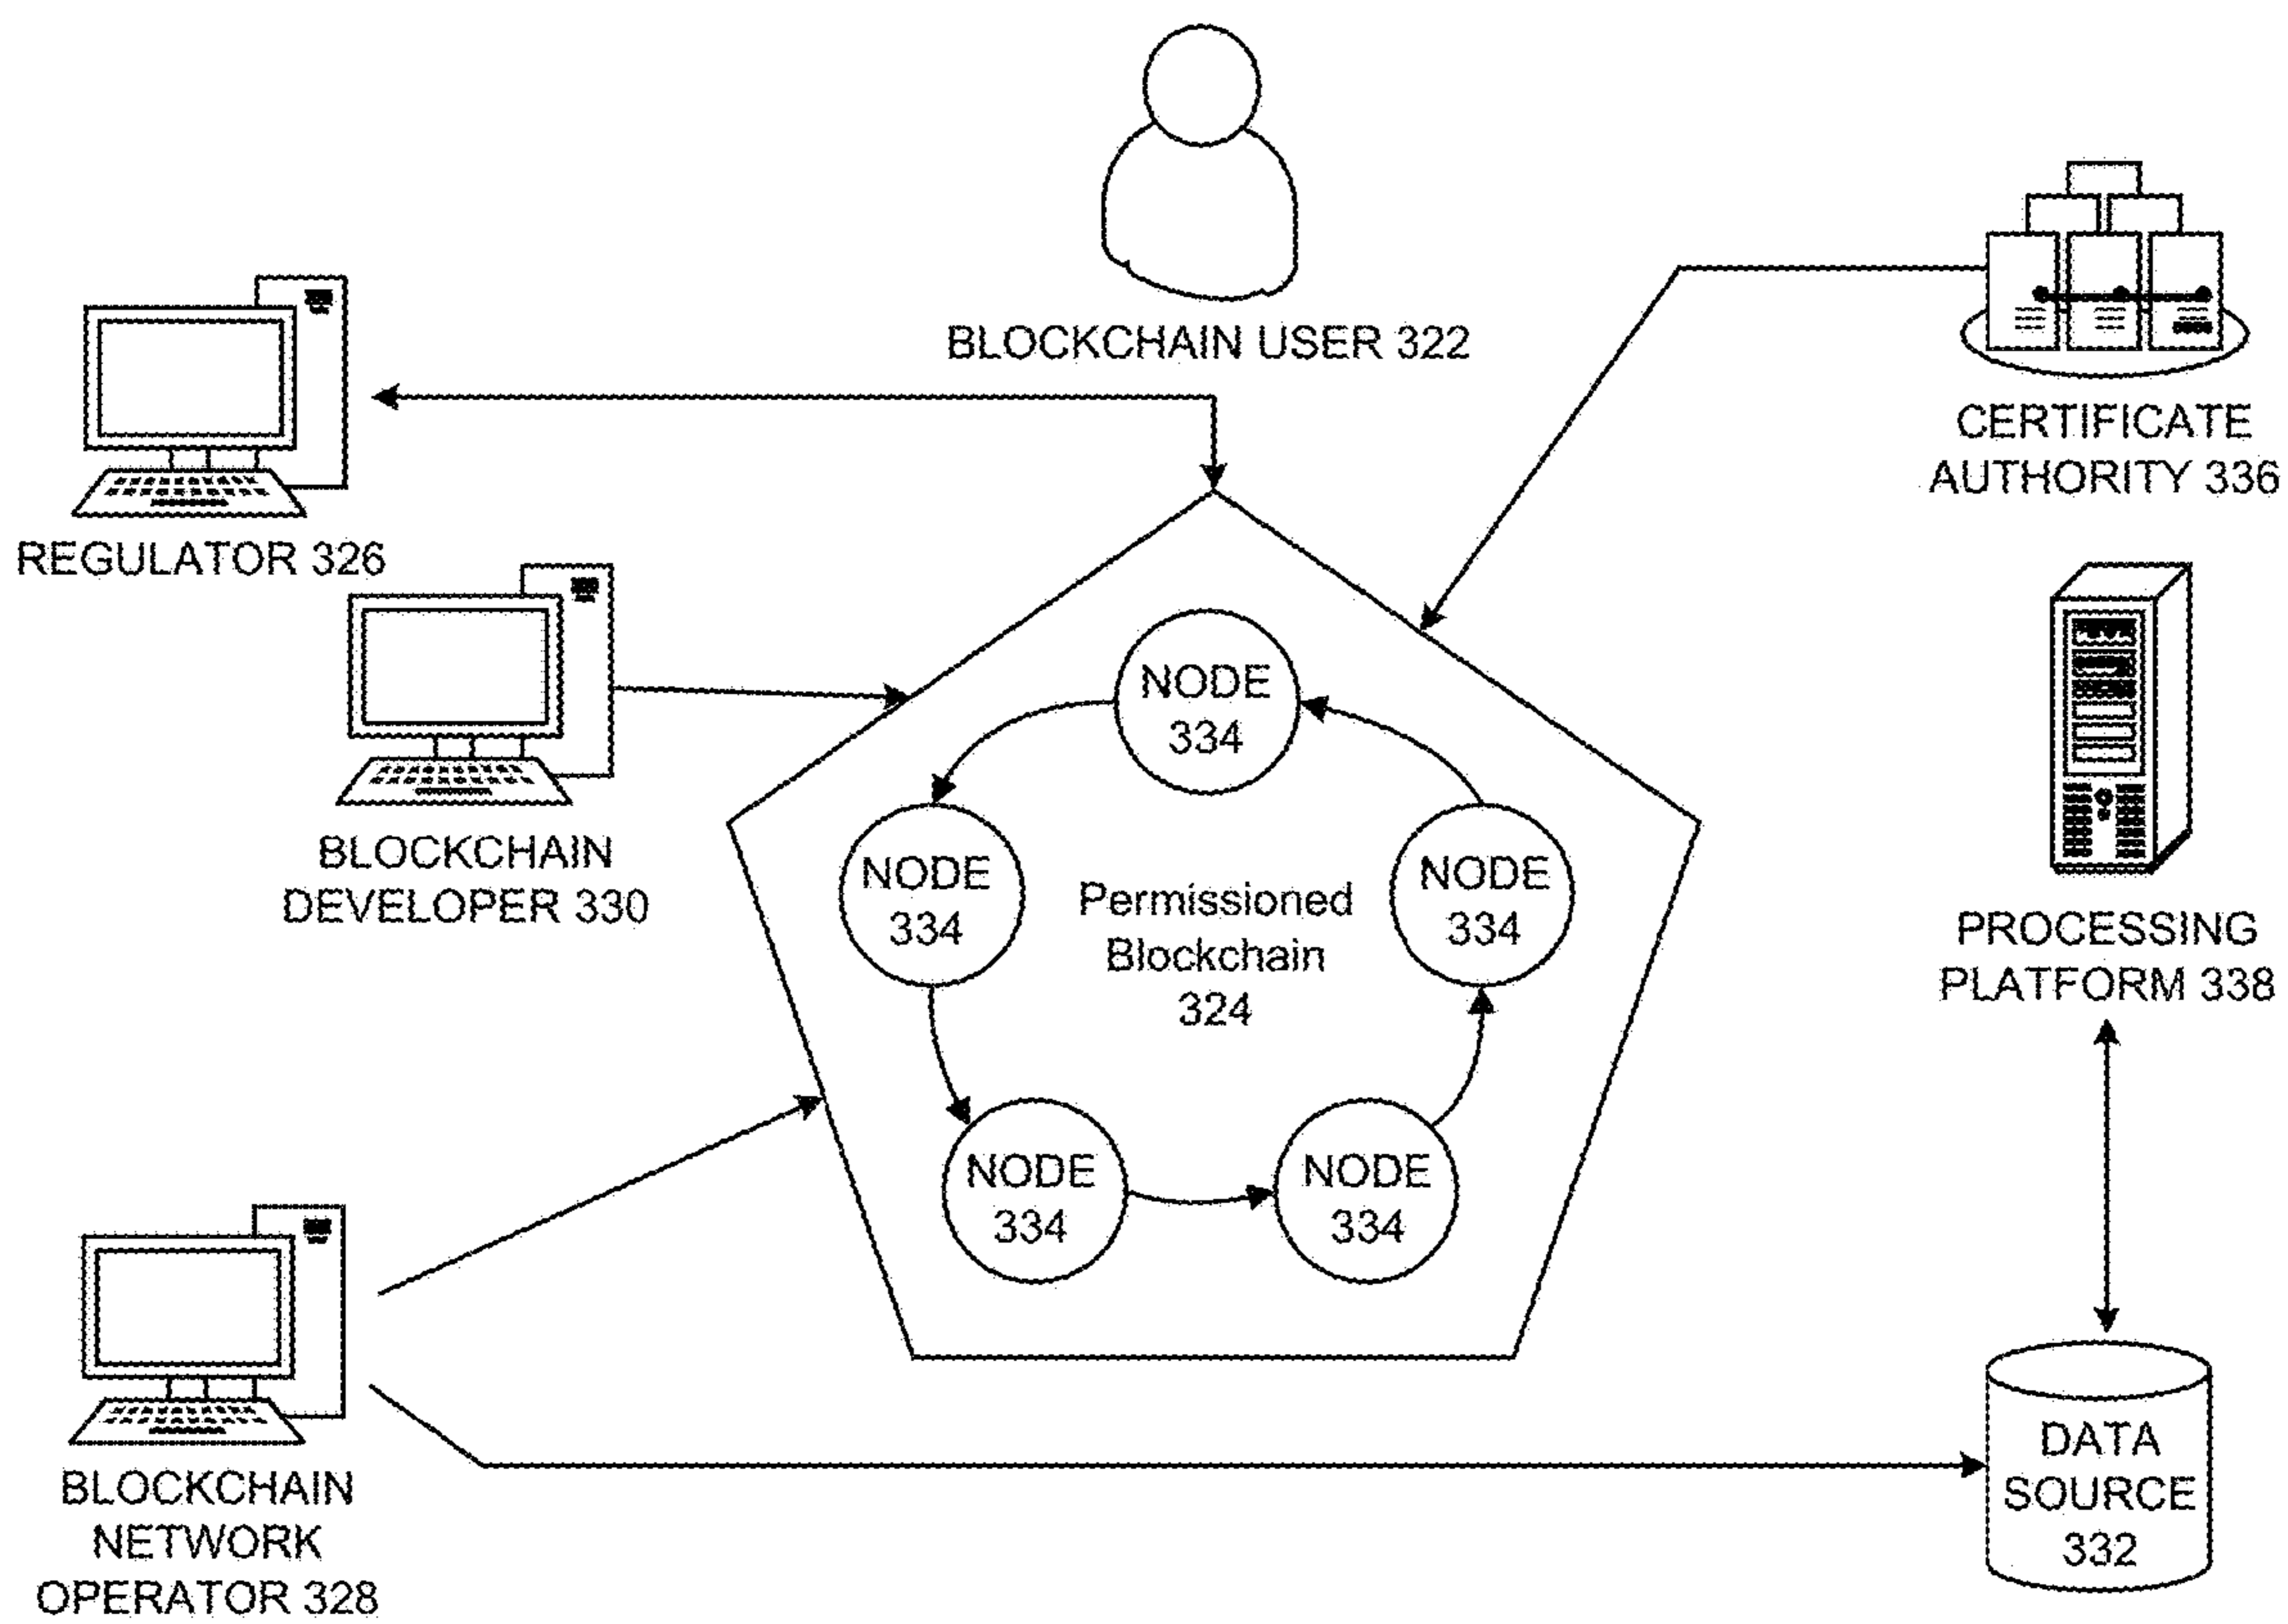 BLOCKCHAIN USER 322
CERTIFICATE
AUTHORITY 336
REGULATOR 326
BLOCKCHAIN
DEVELOPER 330
NODE
334
NODE
334
Permissioned
Blockchain
324
NODE
334
PROCESSING
PLATFORM 338
NODE
334
NODE
334
BLOCKCHAIN
NETWORK
OPERATOR 328
DATA
SOURCE
332